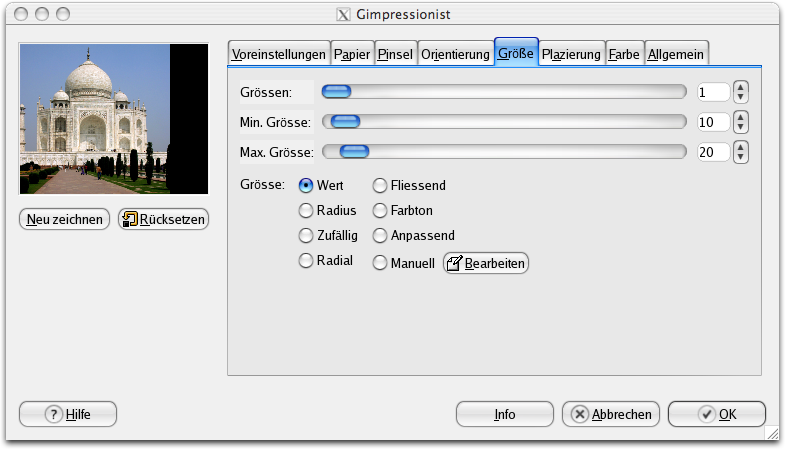 Gimpressionist
Voreinstellungen Papier Pinsel Orientierung Größe Plazierung Farbe Allgemein
Grössen: 1
Min. Grösse: 10
Max. Grösse: 20
Grösse: Wert Fliessend
Radius Farbton
Zufällig Anpassend
Radial Manuell Bearbeiten
Neu zeichnen Rücksetzen
Hilfe Info Abbrechen OK